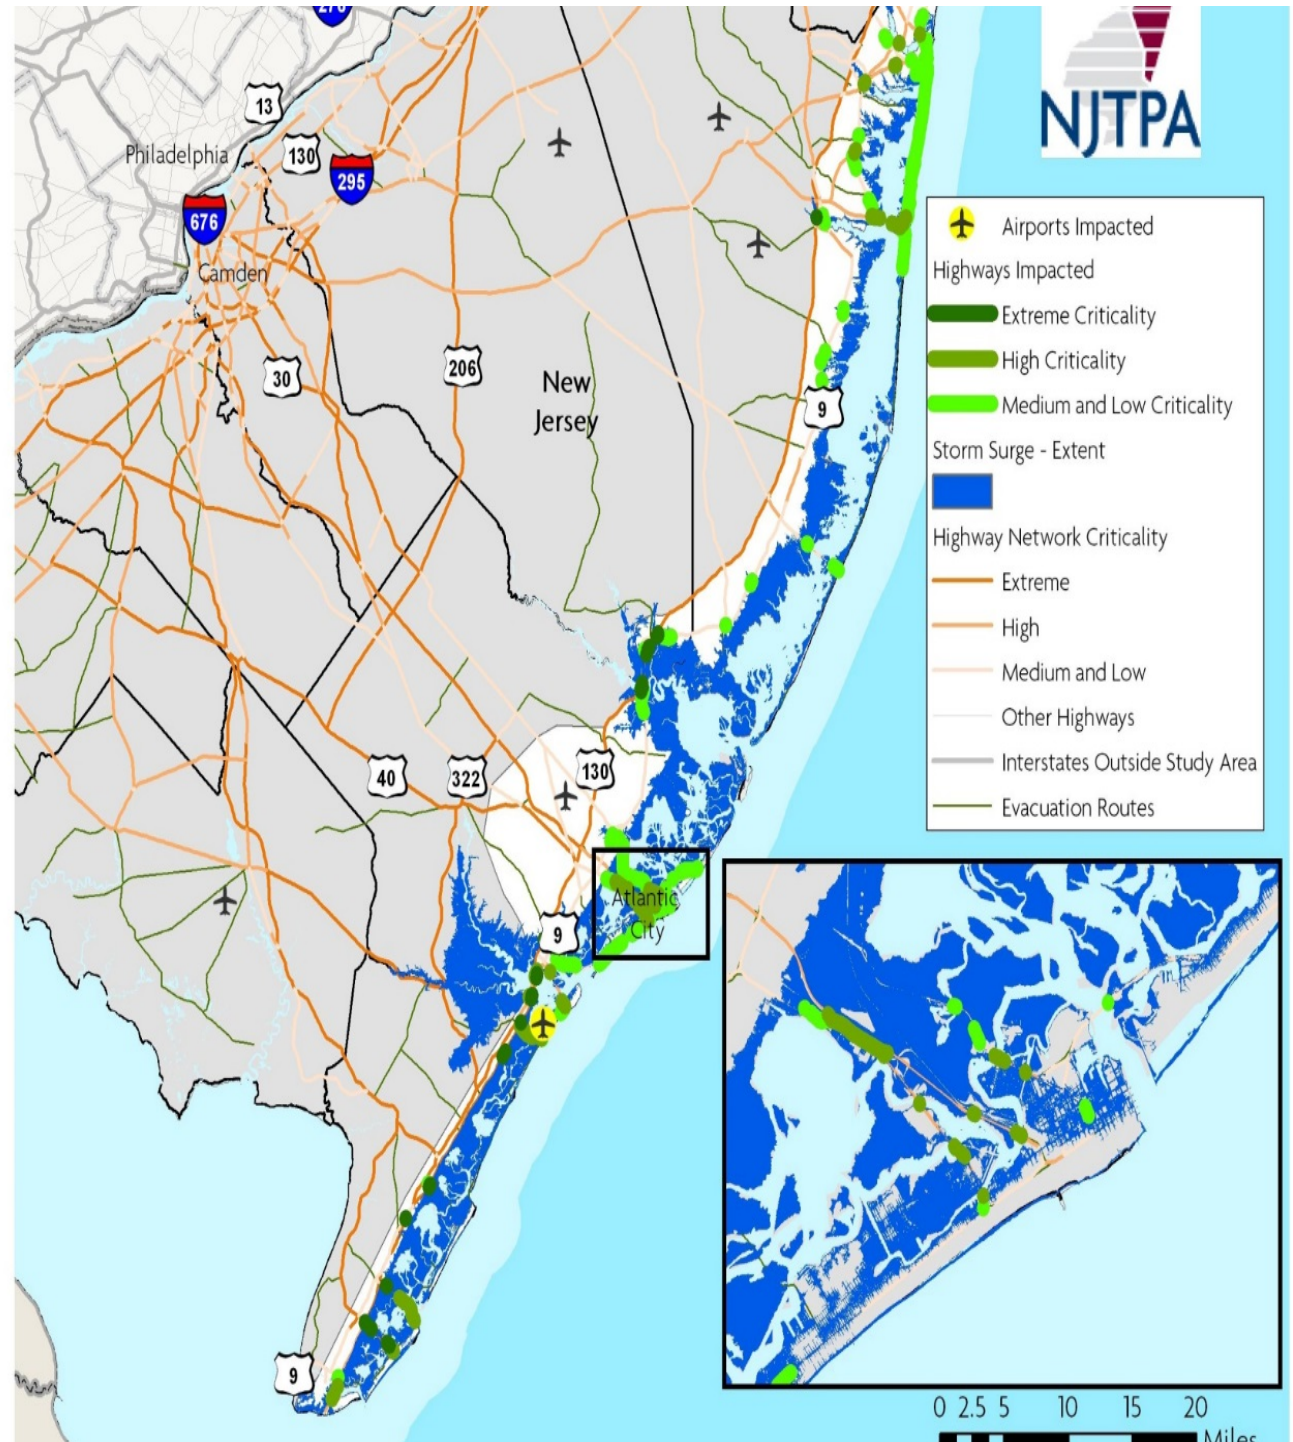 276
NJTPA
13
Philadelphia
130
295
676
Camden
30
206
New
Jersey
9
40
322
130
Atlantic
City
9
9
Airports Impacted
Highways Impacted
Extreme Criticality
High Criticality
Medium and Low Criticality
Storm Surge - Extent
Highway Network Criticality
Extreme
High
Medium and Low
Other Highways
Interstates Outside Study Area
Evacuation Routes
0 2.5 5 10 15 20
Miles